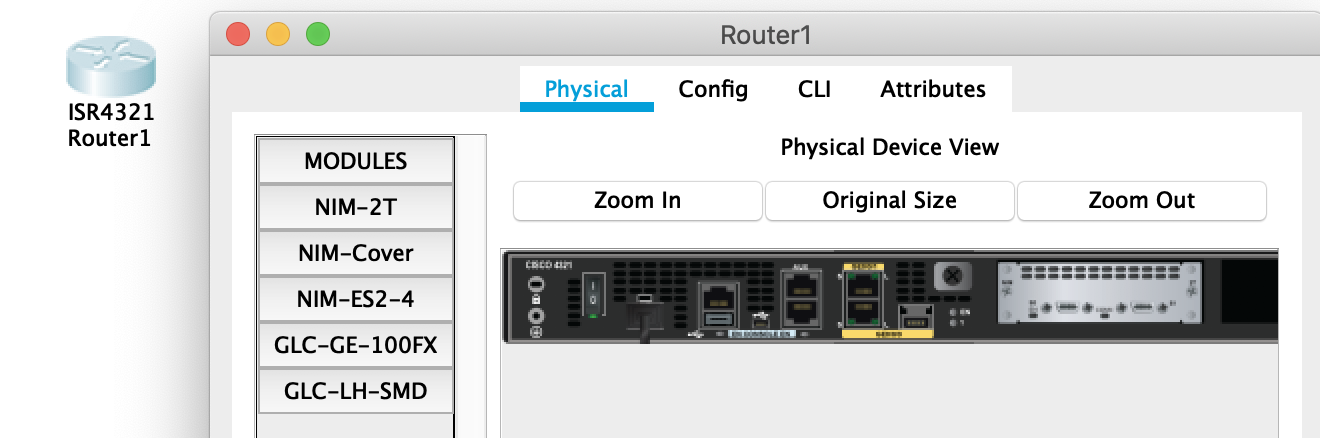 Router1
ISR4321
Router1
Physical Config CLI Attributes
MODULES
NIM-2T
NIM-Cover
NIM-ES2-4
GLC-GE-100FX
GLC-LH-SMD
Physical Device View
Zoom In Original Size Zoom Out
CISCO 4321
AUX